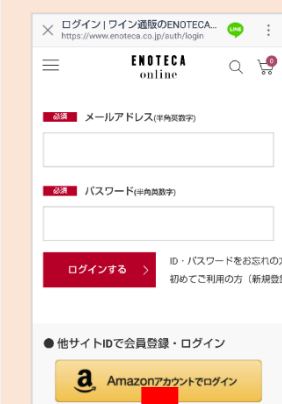 ログイン | ワイン通販のENOTECA...
https://www.enoteca.co.jp/auth/login
LINE
ENOTECA
online
0
必須 メールアドレス(半角英数字)
必須 パスワード(半角英数字)
ログインする
ID・パスワードをお忘れの方
初めてご利用の方（新規登
● 他サイトIDで会員登録・ログイン
a Amazonアカウントでログイン